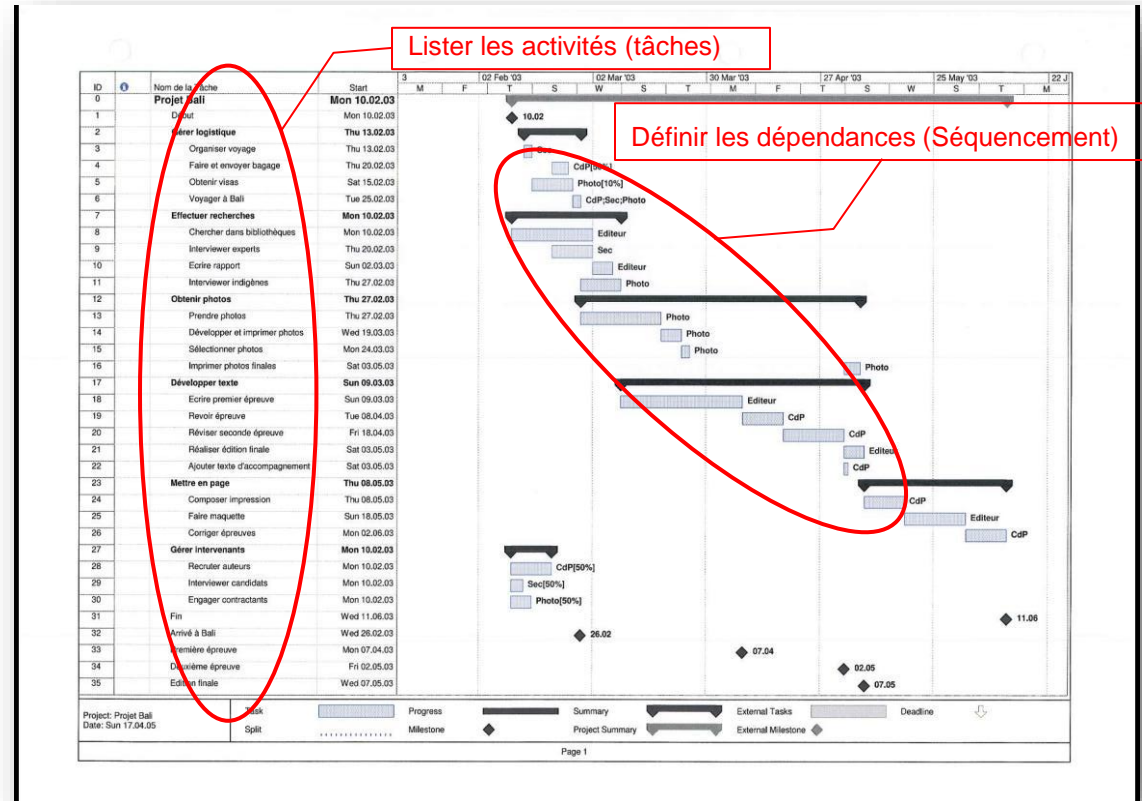 Lister les activités (tâches)
3 02 Feb '03 02 Mar '03 30 Mar '03 27 Apr '03 25 May '03 22 J
ID Nom de la Tâche Start M F T S W S T M F T S W S T M
0 Projet Bali Mon 10.02.03
1 Début Mon 10.02.03 10.02
Définir les dépendances (Séquencement)
2 Gérer logistique Thu 13.02.03
3 Organiser voyage Thu 13.02.03 Sec
4 Faire et envoyer bagage Thu 20.02.03 CdP[50%]
5 Obtenir visas Sat 15.02.03 Photo[10%]
6 Voyager à Bali Tue 25.02.03 CdP;Sec;Photo
7 Effectuer recherches Mon 10.02.03
8 Chercher dans bibliothèques Mon 10.02.03 Editeur
9 Interviewer experts Thu 20.02.03 Sec
10 Ecrire rapport Sun 02.03.03 Editeur
11 Interviewer indigènes Thu 27.02.03 Photo
12 Obtenir photos Thu 27.02.03
13 Prendre photos Thu 27.02.03 Photo
14 Développer et imprimer photos Wed 19.03.03 Photo
15 Sélectionner photos Mon 24.03.03 Photo
16 Imprimer photos finales Sat 03.05.03 Photo
17 Développer texte Sun 09.03.03
18 Ecrire premier épreuve Sun 09.03.03 Editeur
19 Revoir épreuve Tue 08.04.03 CdP
20 Réviser seconde épreuve Fri 18.04.03 CdP
21 Réaliser édition finale Sat 03.05.03 Editeur
22 Ajouter texte d'accompagnement Sat 03.05.03 CdP
23 Mettre en page Thu 08.05.03
24 Composer impression Thu 08.05.03 CdP
25 Faire maquette Sun 18.05.03 Editeur
26 Corriger épreuves Mon 02.06.03 CdP
27 Gérer intervenants Mon 10.02.03
28 Recruter auteurs Mon 10.02.03 CdP[50%]
29 Interviewer candidats Mon 10.02.03 Sec[50%]
30 Engager contractants Mon 10.02.03 Photo[50%]
31 Fin Wed 11.06.03 11.06
32 Arrivé à Bali Wed 26.02.03 26.02
33 Première épreuve Mon 07.04.03 07.04
34 Deuxième épreuve Fri 02.05.03 02.05
35 Edition finale Wed 07.05.03 07.05
Project: Projet Bali Task Progress Summary External Tasks Deadline
Date: Sun 17.04.05 Split Milestone Project Summary External Milestone
Page 1